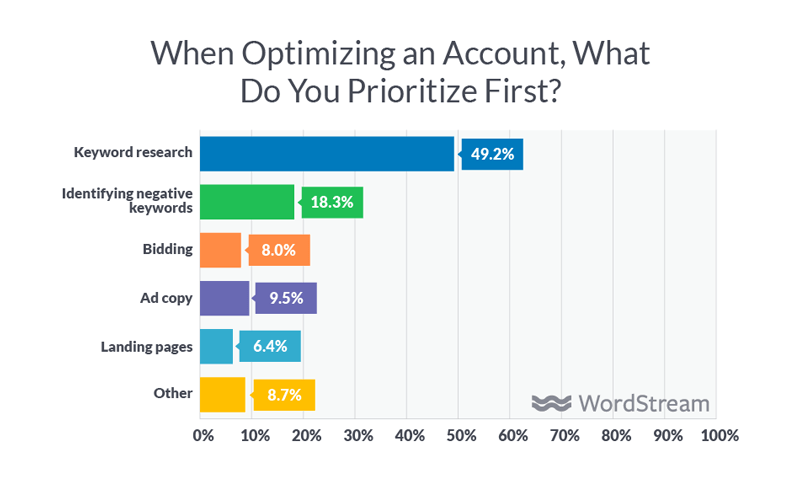 When Optimizing an Account, What
Do You Prioritize First?
Keyword research
49.2%
Identifying negative
keywords
18.3%
Bidding
8.0%
Ad copy
9.5%
Landing pages
6.4%
Other
8.7%
WordStream
0% 10% 20% 30% 40% 50% 60% 70% 80% 90% 100%